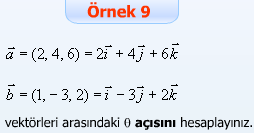 Örnek 9
a⃗ = (2, 4, 6) = 2i⃗ + 4j⃗ + 6k⃗
b⃗ = (1, − 3, 2) = i⃗ − 3j⃗ + 2k⃗
vektörleri arasındaki θ açısını hesaplayınız.